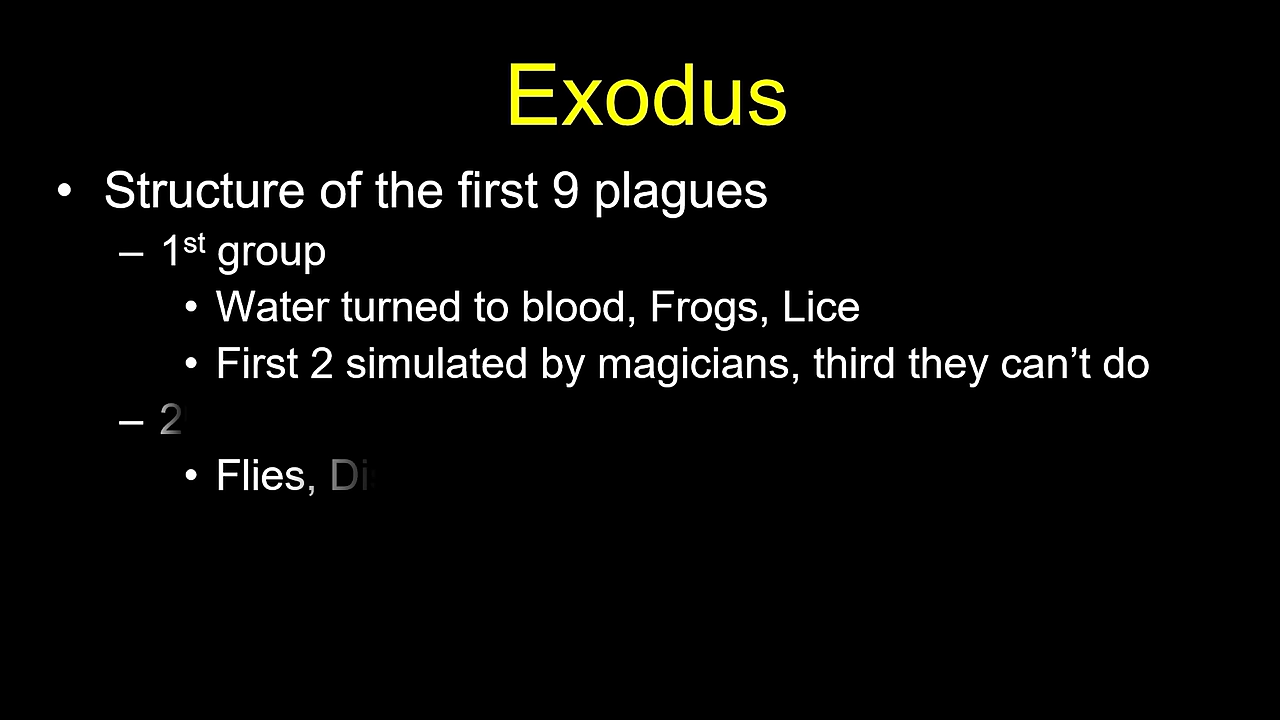 Exodus
• Structure of the first 9 plagues
– 1st group
• Water turned to blood, Frogs, Lice
• First 2 simulated by magicians, third they can’t do
– 2
• Flies,